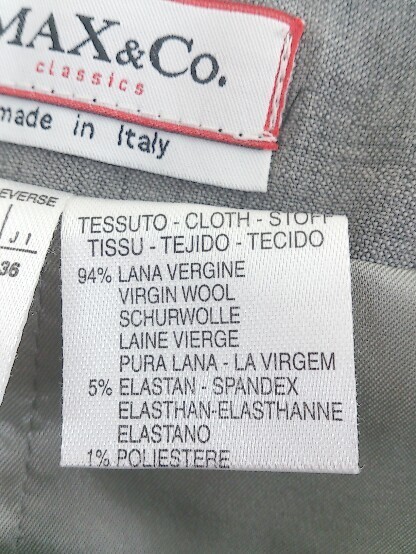 MAX&Co.
classics
made in Italy
EVERSE
J I
36
TESSUTO - CLOTH - STOFF
TISSU - TEJIDO - TECIDO
94% LANA VERGINE
VIRGIN WOOL
SCHURWOLLE
LAINE VIERGE
PURA LANA - LA VIRGEM
5% ELASTAN - SPANDEX
ELASTHAN-ELASTHANNE
ELASTANO
1% POLIESTERE